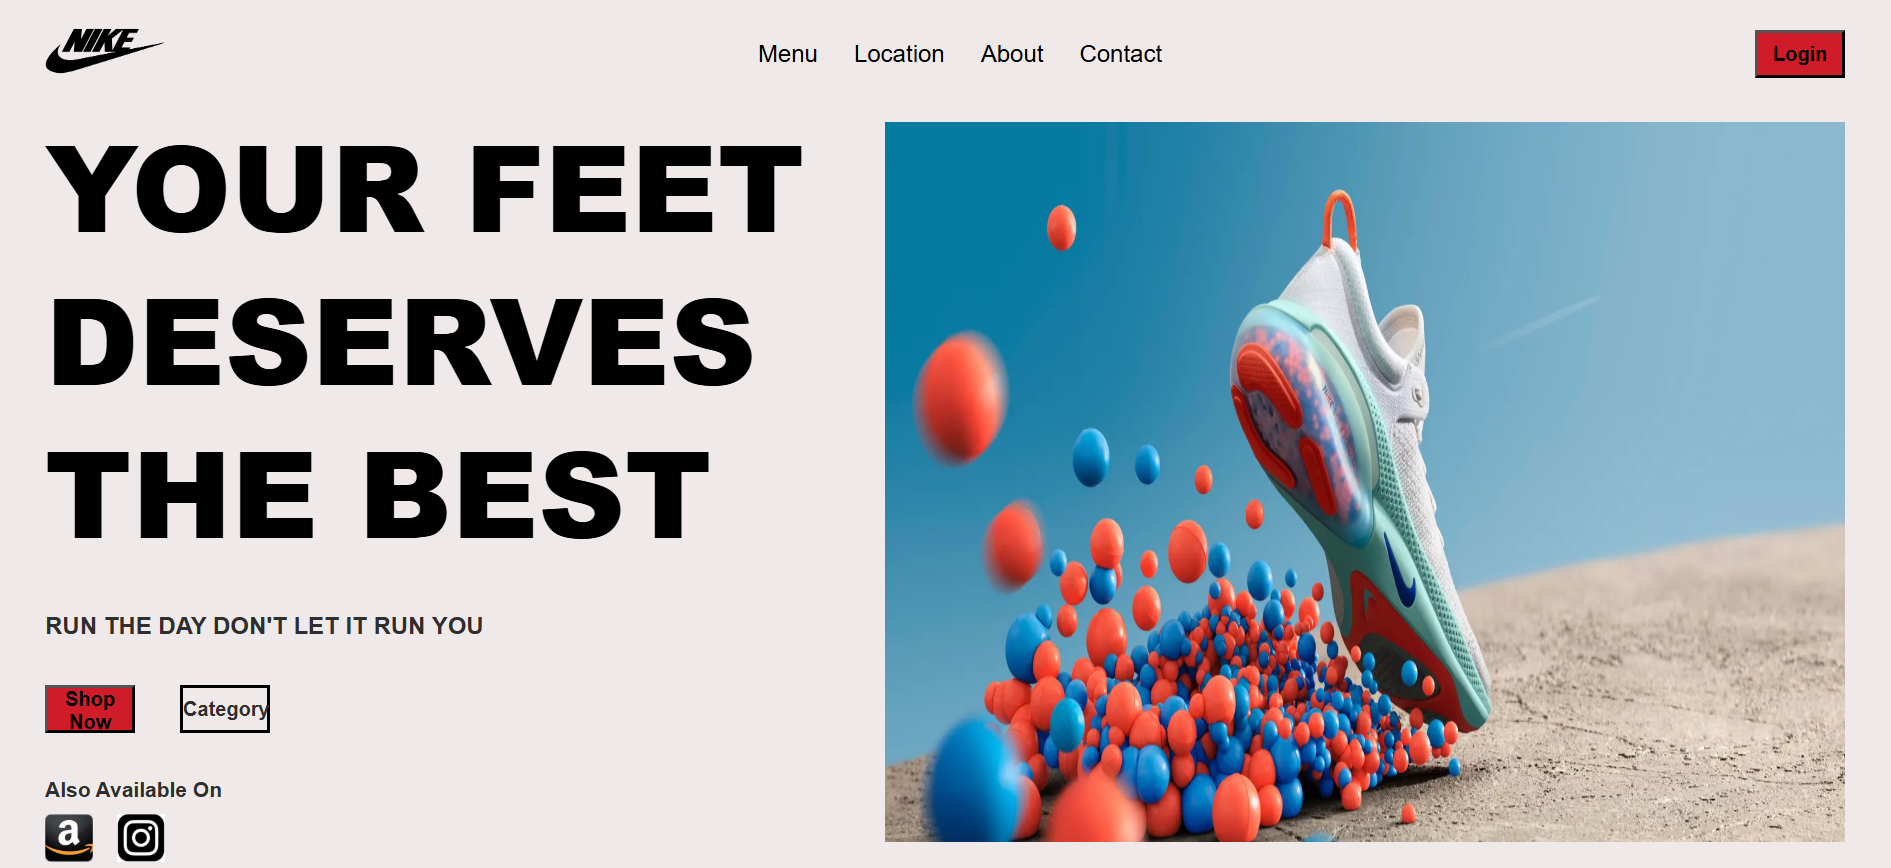 NIKE
Menu Location About Contact
Login
YOUR FEET
DESERVES
THE BEST
RUN THE DAY DON'T LET IT RUN YOU
Shop
Now
Category
Also Available On
a